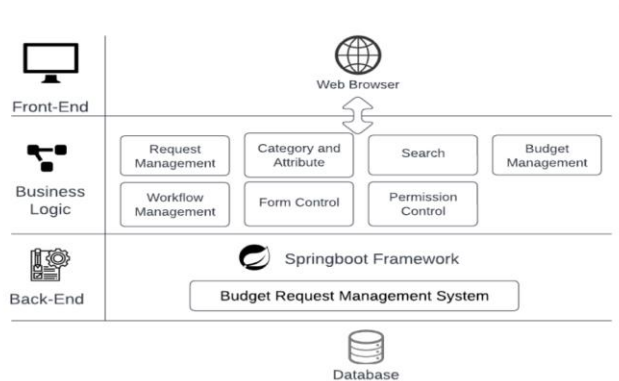 Web Browser
Front-End
Request
Management
Category and
Attribute
Search
Budget
Management
Business
Logic
Workflow
Management
Form Control
Permission
Control
Springboot Framework
Back-End
Budget Request Management System
Database